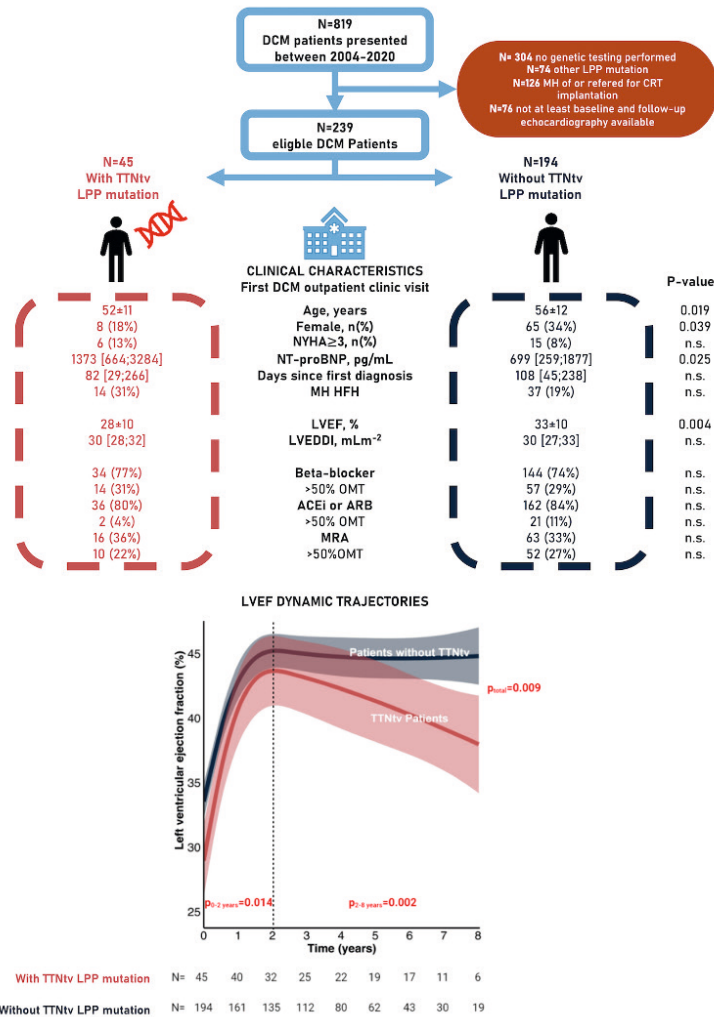 N=819
DCM patients presented
between 2004-2020
N= 304 no genetic testing performed
N=74 other LPP mutation
N=126 MH of or refered for CRT
implantation
N=76 not at least baseline and follow-up
echocardiography available
N=239
eligble DCM Patients
N=45
With TTNtv
LPP mutation
N=194
Without TTNtv
LPP mutation
CLINICAL CHARACTERISTICS
First DCM outpatient clinic visit
P-value
52±11 Age, years 56±12 0.019
8 (18%) Female, n(%) 65 (34%) 0.039
6 (13%) NYHA≥3, n(%) 15 (8%) n.s.
1373 [664;3284] NT-proBNP, pg/mL 699 [259;1877] 0.025
82 [29;266] Days since first diagnosis 108 [45;238] n.s.
14 (31%) MH HFH 37 (19%) n.s.
28±10 LVEF, % 33±10 0.004
30 [28;32] LVEDDI, mLm⁻² 30 [27;33] n.s.
34 (77%) Beta-blocker 144 (74%) n.s.
14 (31%) >50% OMT 57 (29%) n.s.
36 (80%) ACEi or ARB 162 (84%) n.s.
2 (4%) >50% OMT 21 (11%) n.s.
16 (36%) MRA 63 (33%) n.s.
10 (22%) >50%OMT 52 (27%) n.s.
LVEF DYNAMIC TRAJECTORIES
Left ventricular ejection fraction (%)
45
40
35
30
25
Patients without TTNtv
TTNtv Patients
ptotal=0.009
p0-2 years=0.014
p2-8 years=0.002
0 1 2 3 4 5 6 7 8
Time (years)
With TTNtv LPP mutation N= 45 40 32 25 22 19 17 11 6
Without TTNtv LPP mutation N= 194 161 135 112 80 62 43 30 19